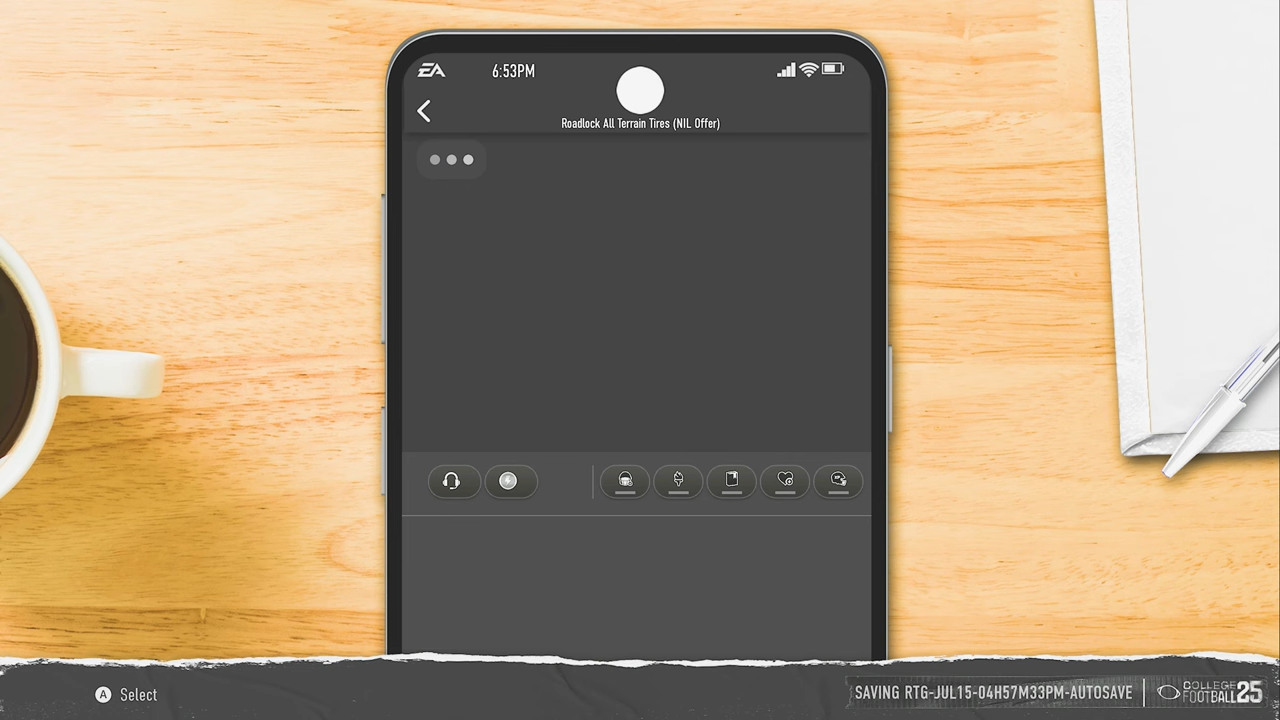 EA
6:53PM
Roadlock All Terrain Tires (NIL Offer)
A Select
SAVING RTG-JUL15-04H57M33PM-AUTOSAVE
COLLEGE
FOOTBALL 25